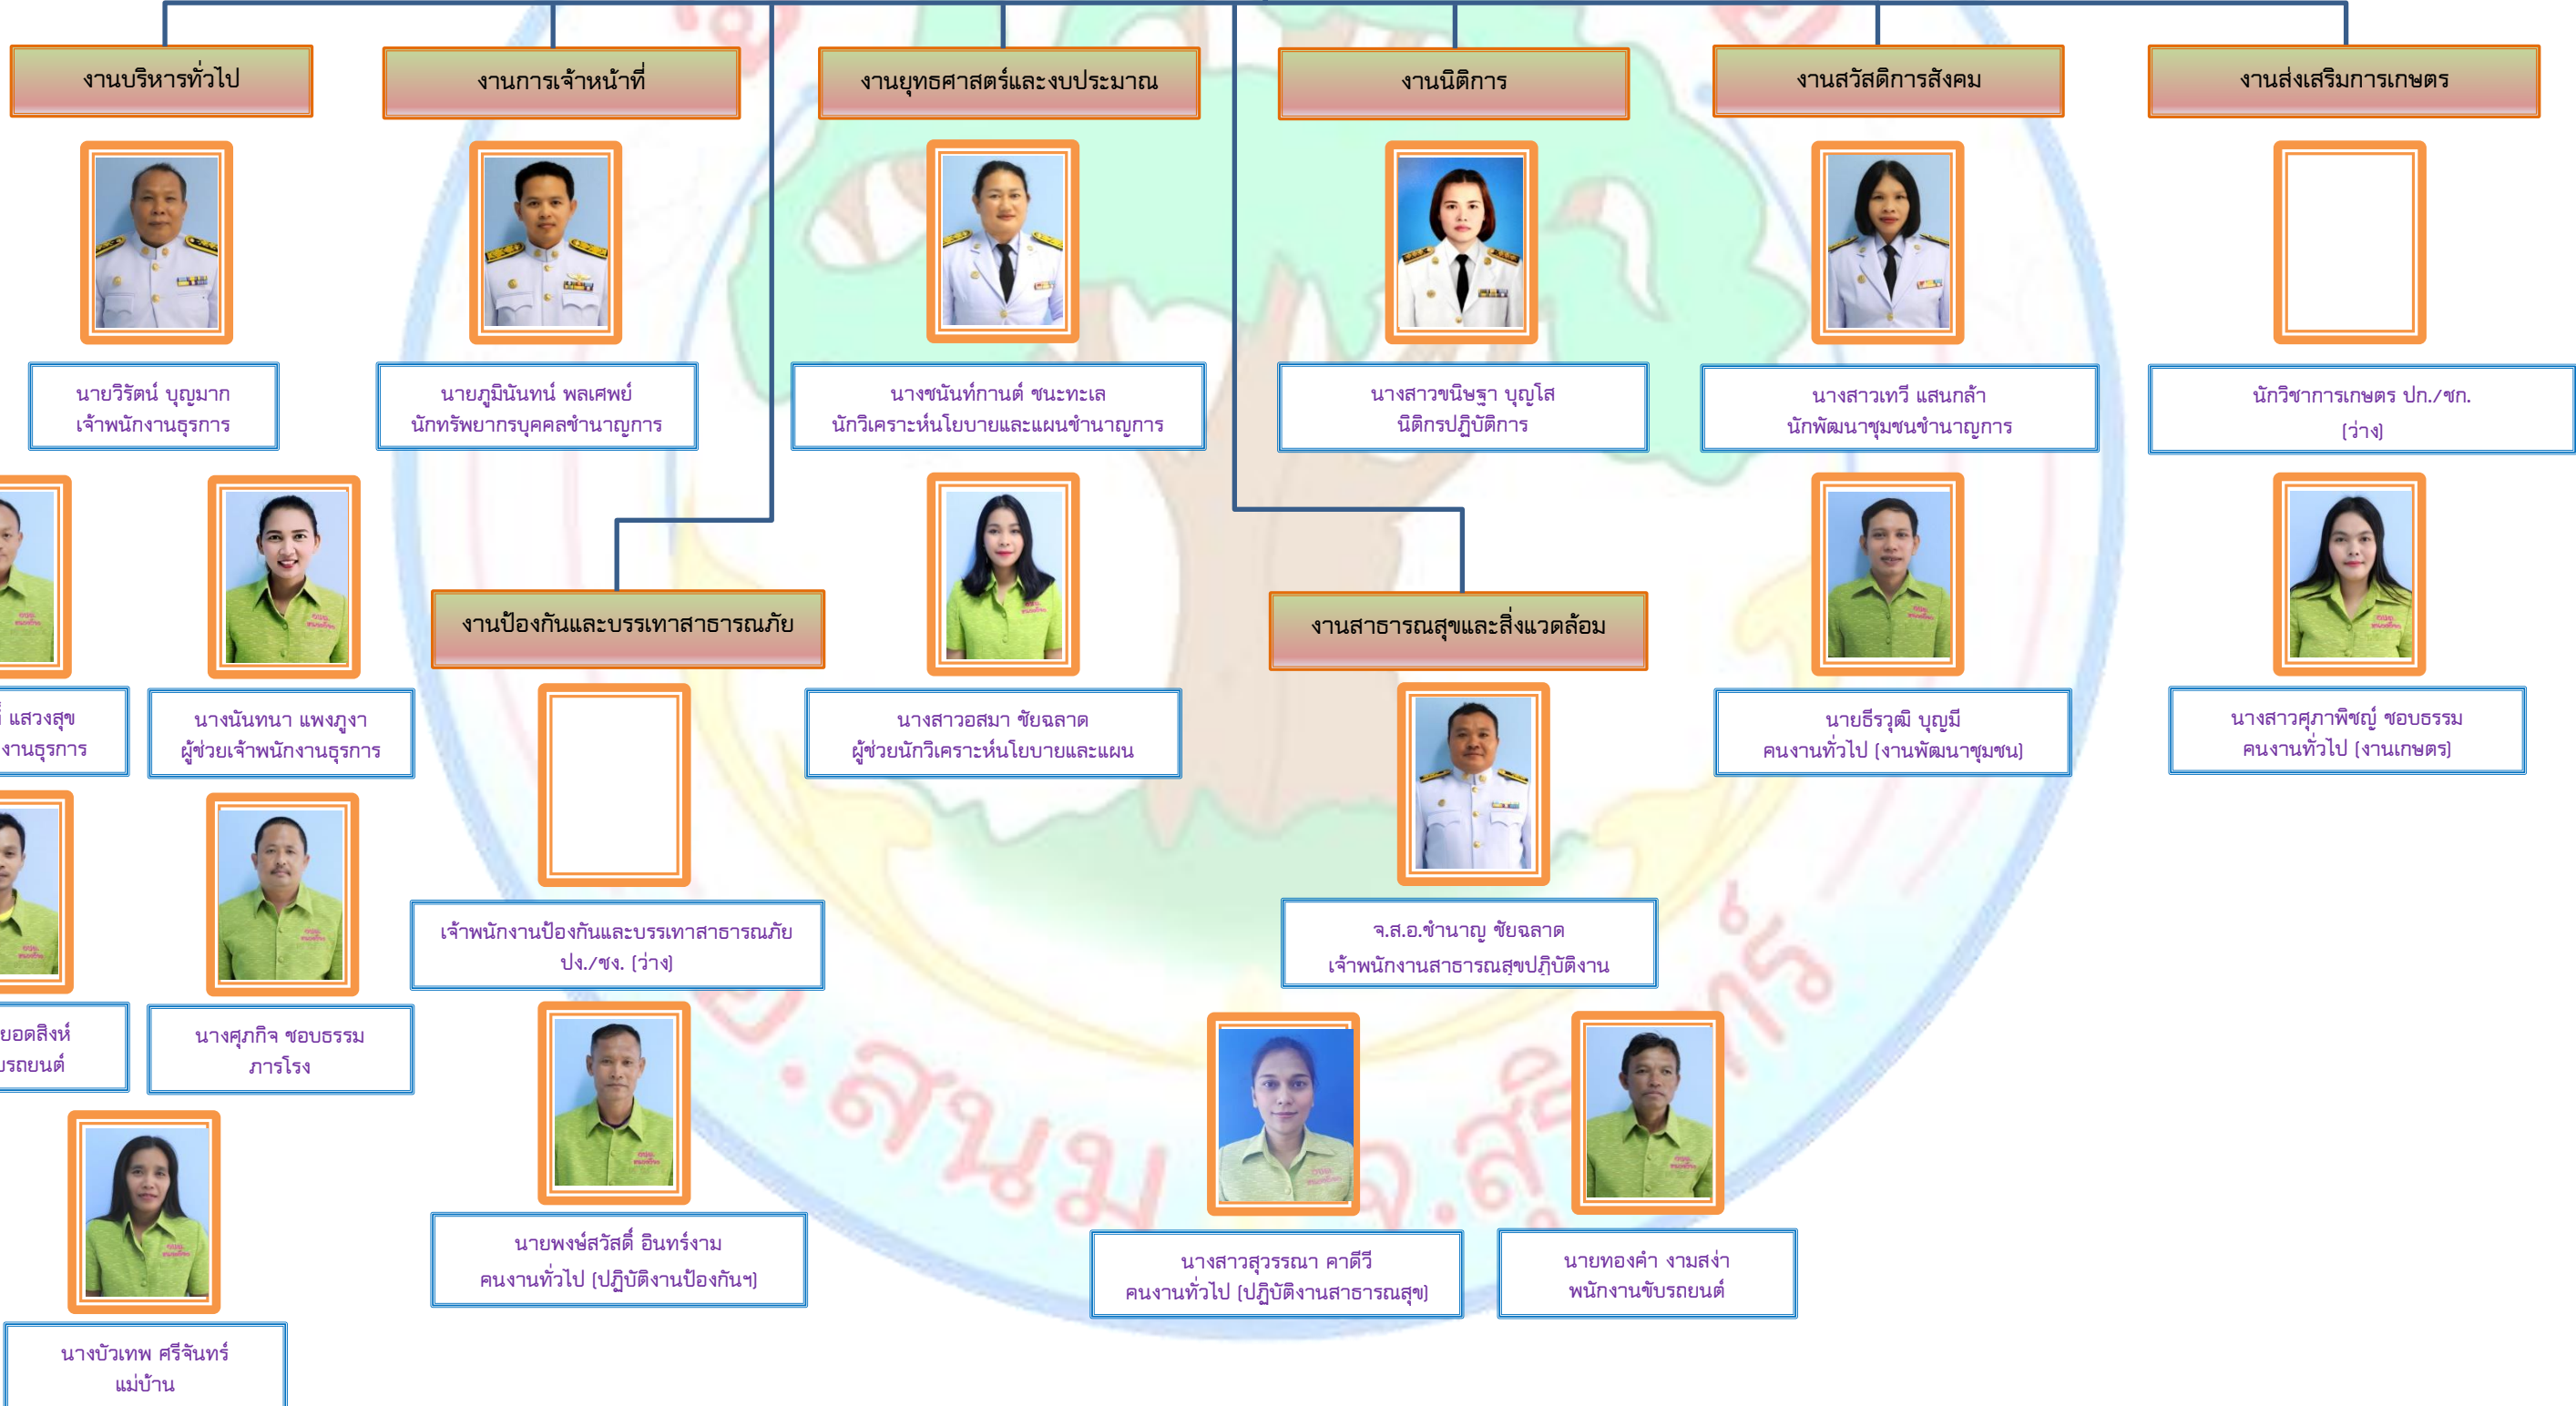 งานบริหารทั่วไป
งานการเจ้าหน้าที่
งานยุทธศาสตร์และงบประมาณ
งานนิติการ
งานสวัสดิการสังคม
งานส่งเสริมการเกษตร
นายวิรัตน์ บุญมาก
เจ้าพนักงานธุรการ
นายภูมินันทน์ พลเศพย์
นักทรัพยากรบุคคลชำนาญการ
นางชนันท์กานต์ ชนะทะเล
นักวิเคราะห์นโยบายและแผนชำนาญการ
นางสาวขนิษฐา บุญโส
นิติกรปฏิบัติการ
นางสาวเทวี แสนกล้า
นักพัฒนาชุมชนชำนาญการ
นักวิชาการเกษตร ปก./ชก.
(ว่าง)
งานป้องกันและบรรเทาสาธารณภัย
งานสาธารณสุขและสิ่งแวดล้อม
แสวงสุข
งานธุรการ
นางนันทนา แพงภูงา
ผู้ช่วยเจ้าพนักงานธุรการ
นางสาวอสมา ชัยฉลาด
ผู้ช่วยนักวิเคราะห์นโยบายและแผน
นายธีรวุฒิ บุญมี
คนงานทั่วไป (งานพัฒนาชุมชน)
นางสาวศุภาพิชญ์ ชอบธรรม
คนงานทั่วไป (งานเกษตร)
เจ้าพนักงานป้องกันและบรรเทาสาธารณภัย
ปง./ชง. (ว่าง)
จ.ส.อ.ชำนาญ ชัยฉลาด
เจ้าพนักงานสาธารณสุขปฏิบัติงาน
ยอดสิงห์
บรถยนต์
นางศุภกิจ ชอบธรรม
ภารโรง
นายพงษ์สวัสดิ์ อินทร์งาม
คนงานทั่วไป (ปฏิบัติงานป้องกันฯ)
นางสาวสุวรรณา คาดีวี
คนงานทั่วไป (ปฏิบัติงานสาธารณสุข)
นายทองคำ งามสง่า
พนักงานขับรถยนต์
นางบัวเทพ ศรีจันทร์
แม่บ้าน
อ.สนม จ.สุรินทร์